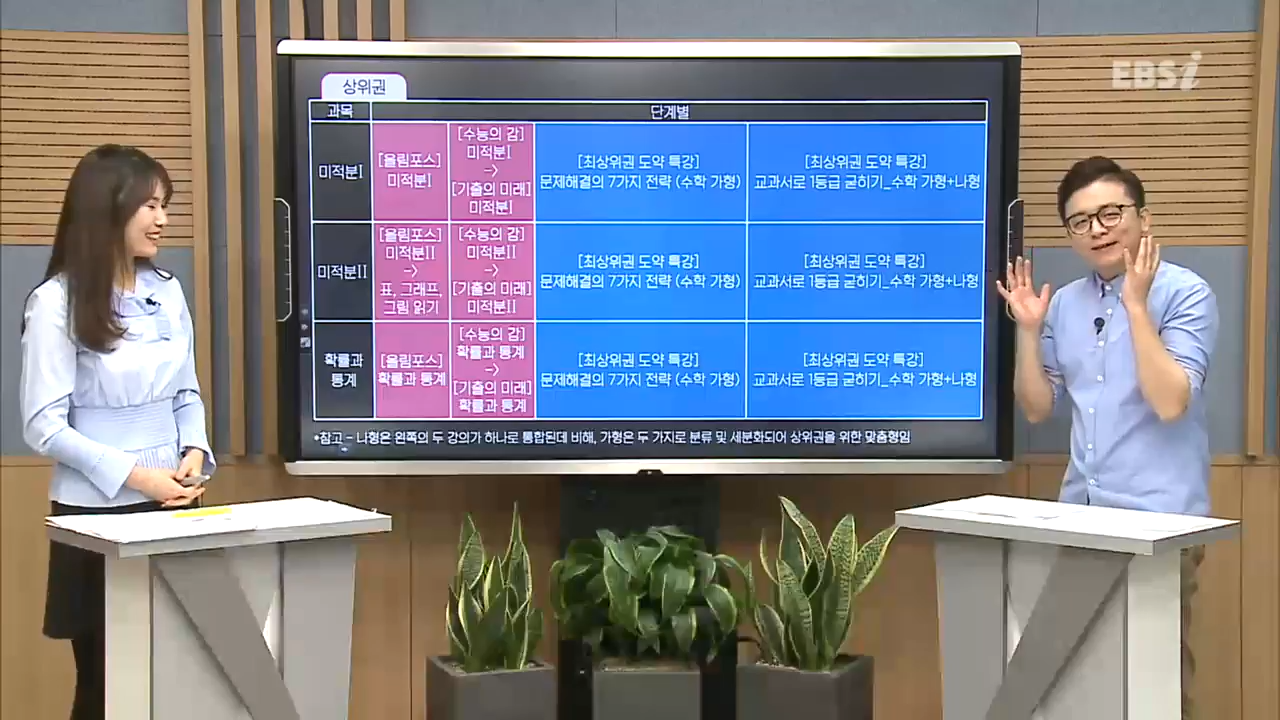 EBSi
상위권
과목
단계별
미적분I
[올림포스]
미적분I
[수능의 감]
미적분I
->
[기출의 미래]
미적분I
[최상위권 도약 특강]
문제해결의 7가지 전략 (수학 가형)
[최상위권 도약 특강]
교과서로 1등급 굳히기_수학 가형+나형
미적분II
[올림포스]
미적분II
->
표, 그래프,
그림 읽기
[수능의 감]
미적분II
->
[기출의 미래]
미적분II
[최상위권 도약 특강]
문제해결의 7가지 전략 (수학 가형)
[최상위권 도약 특강]
교과서로 1등급 굳히기_수학 가형+나형
확률과
통계
[올림포스]
확률과 통계
[수능의 감]
확률과 통계
->
[기출의 미래]
확률과 통계
[최상위권 도약 특강]
문제해결의 7가지 전략 (수학 가형)
[최상위권 도약 특강]
교과서로 1등급 굳히기_수학 가형+나형
*참고 - 나형은 왼쪽의 두 강의가 하나로 통합된데 비해, 가형은 두 가지로 분류 및 세분화되어 상위권을 위한 맞춤형임